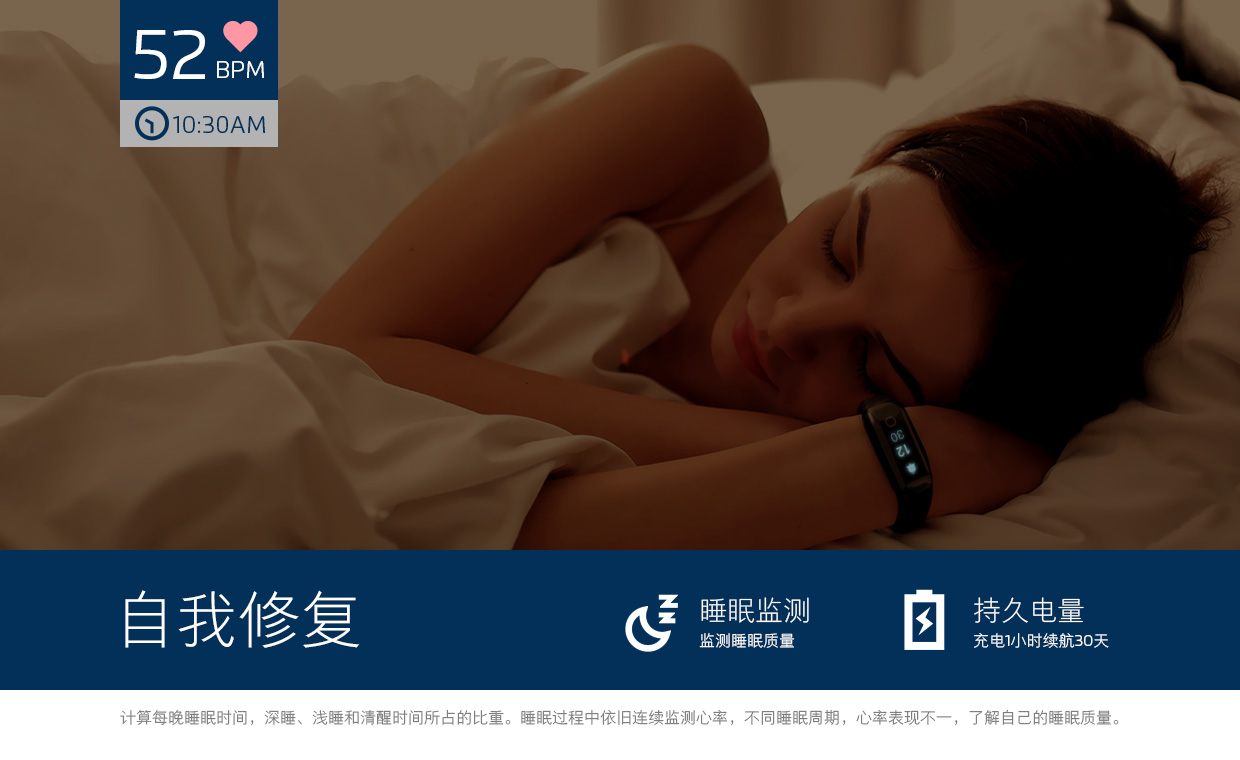 52 BPM
10:30AM
30
12
自我修复
睡眠监测
监测睡眠质量
持久电量
充电1小时续航30天
计算每晚睡眠时间，深睡、浅睡和清醒时间所占的比重。睡眠过程中依旧连续监测心率，不同睡眠周期，心率表现不一，了解自己的睡眠质量。